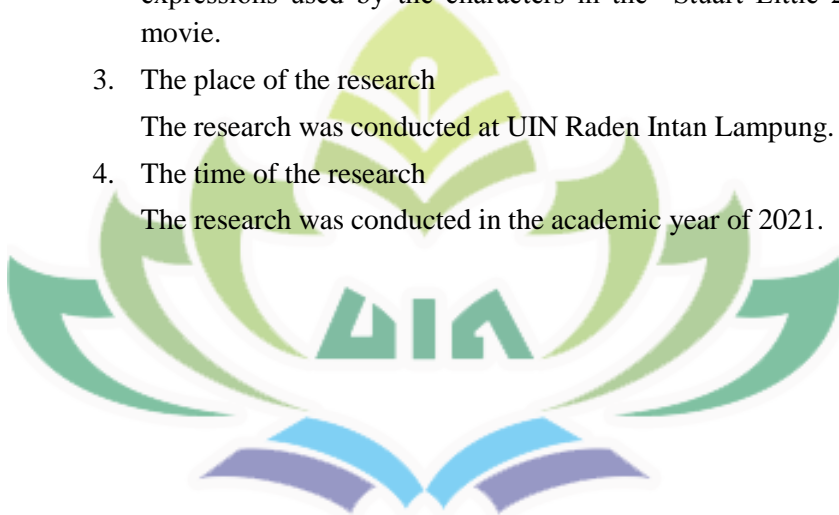 expressions used by the characters in the "Stuart Little 2"
movie.
3. The place of the research
The research was conducted at UIN Raden Intan Lampung.
4. The time of the research
The research was conducted in the academic year of 2021.
UIN